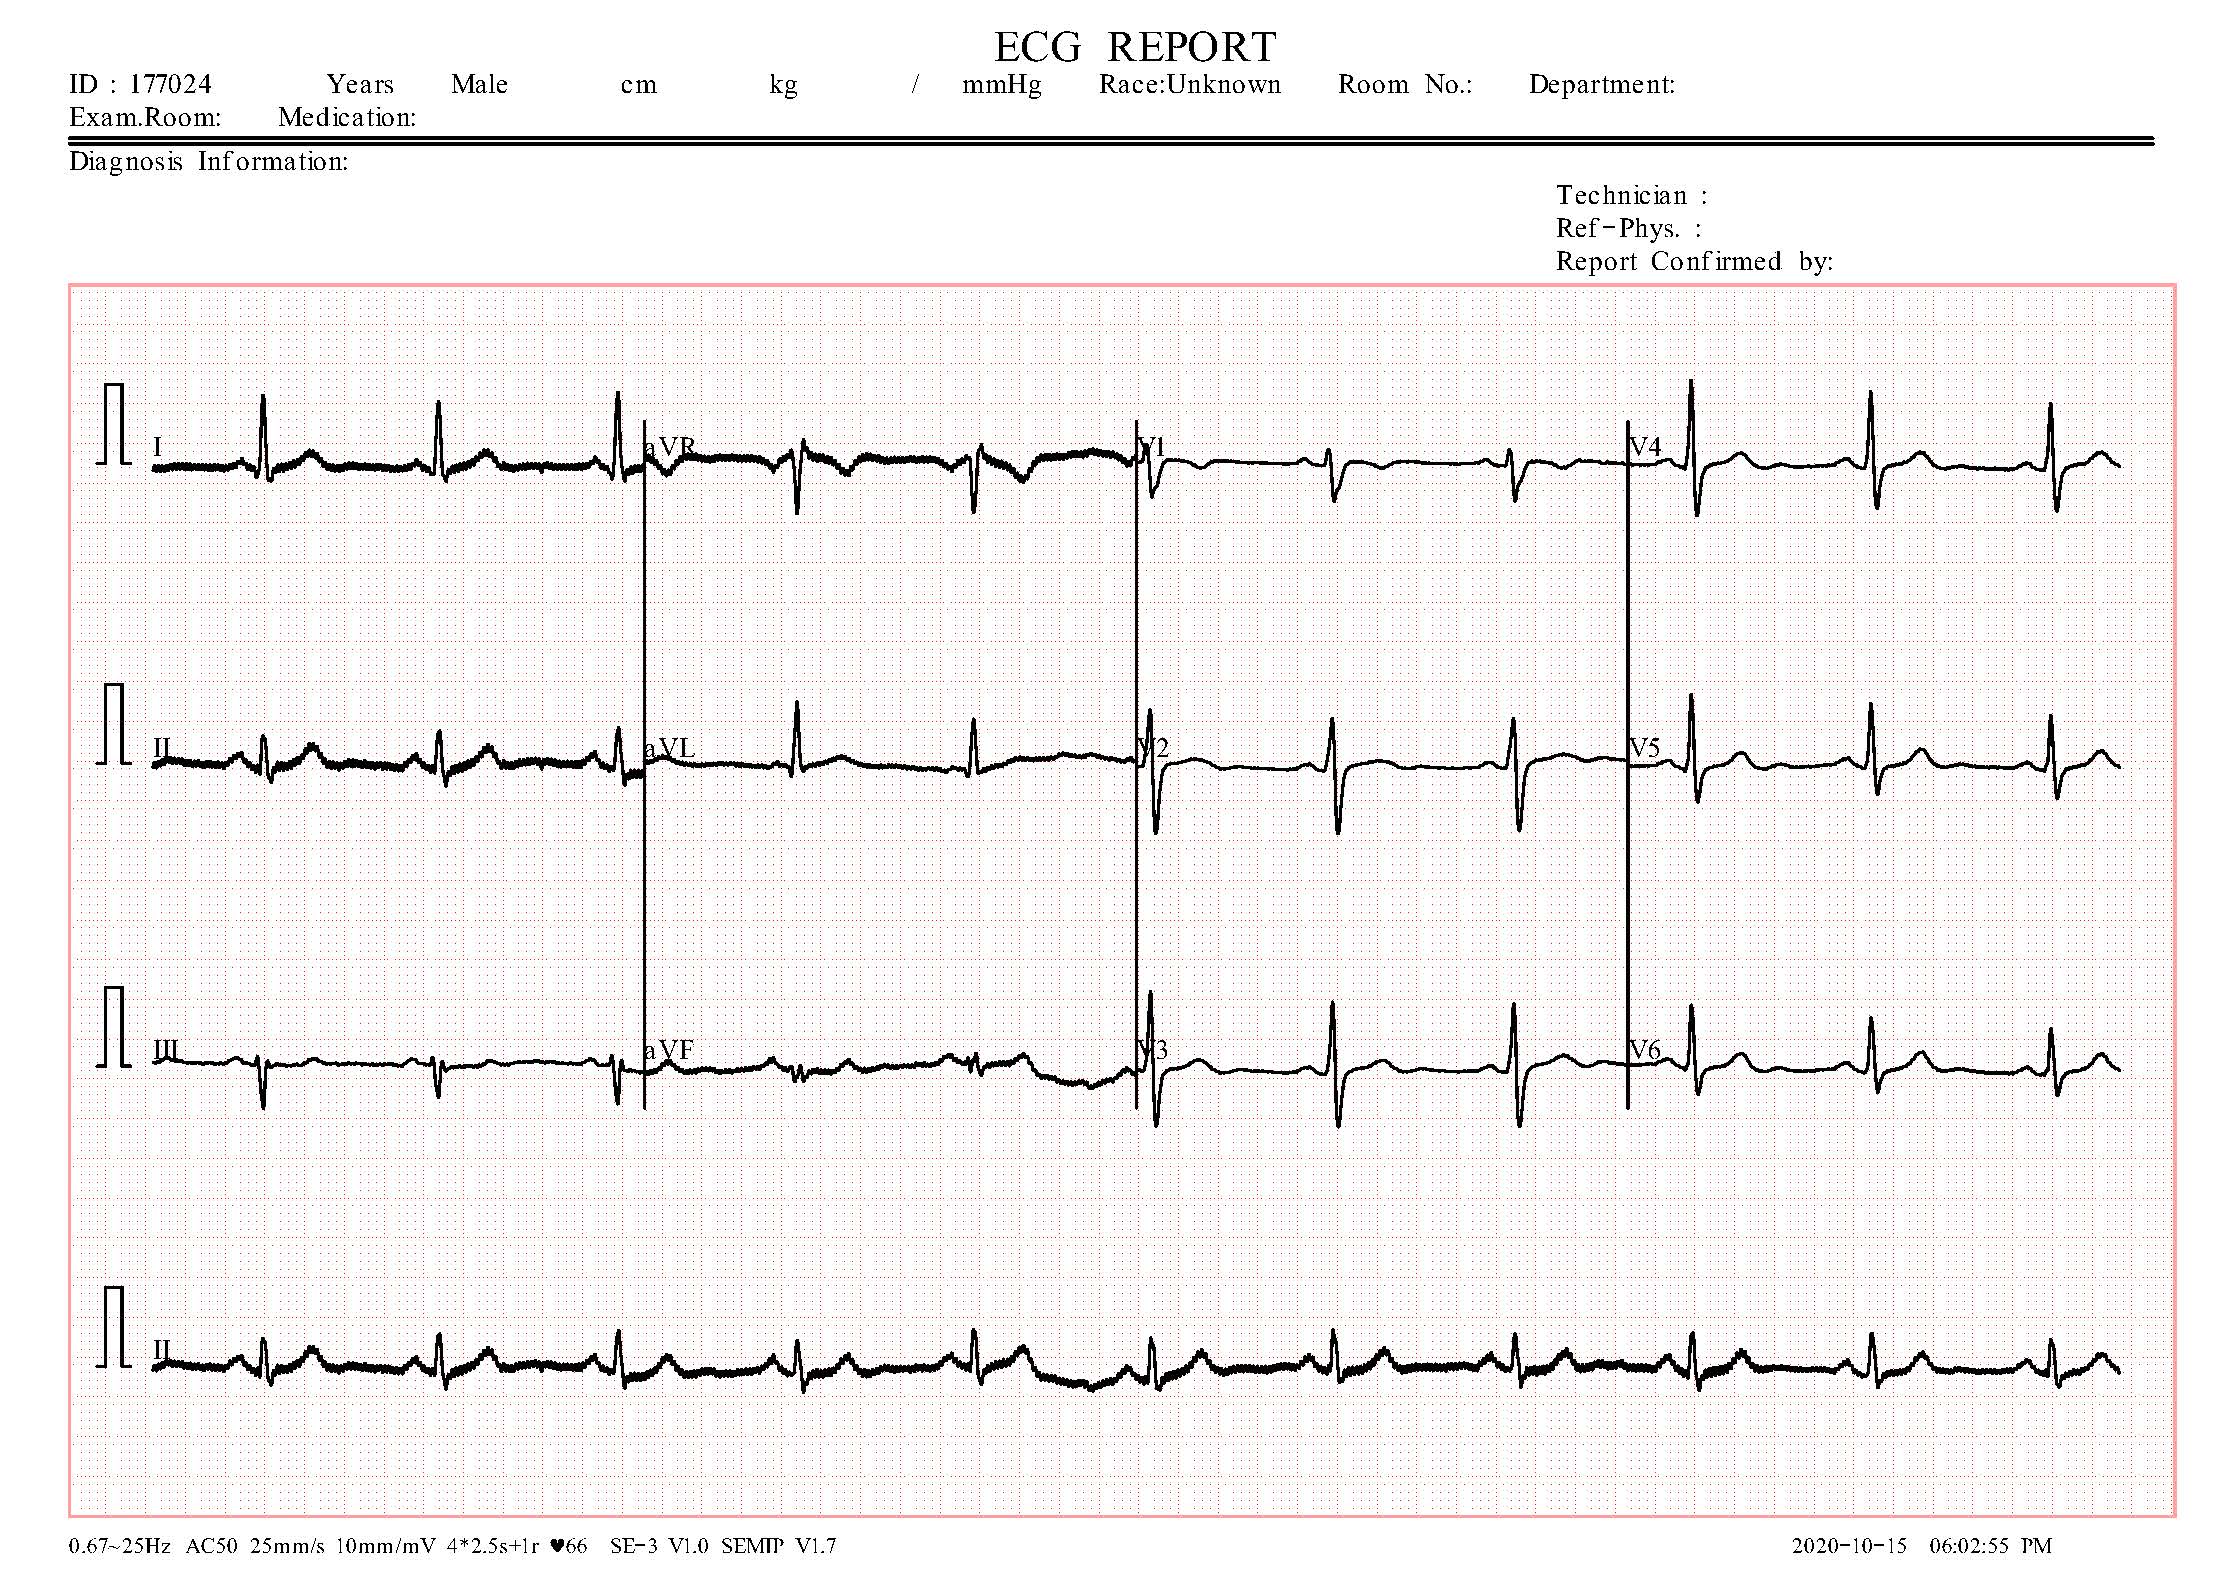 ECG REPORT
ID : 177024 Years Male cm kg / mmHg Race:Unknown Room No.: Department:
Exam.Room: Medication:
Diagnosis Information:
Technician :
Ref-Phys. :
Report Confirmed by:
I aVR V1 V4
II aVL V2 V5
III aVF V3 V6
II
0.67~25Hz AC50 25mm/s 10mm/mV 4*2.5s+1r ♥66 SE-3 V1.0 SEMIP V1.7 2020-10-15 06:02:55 PM